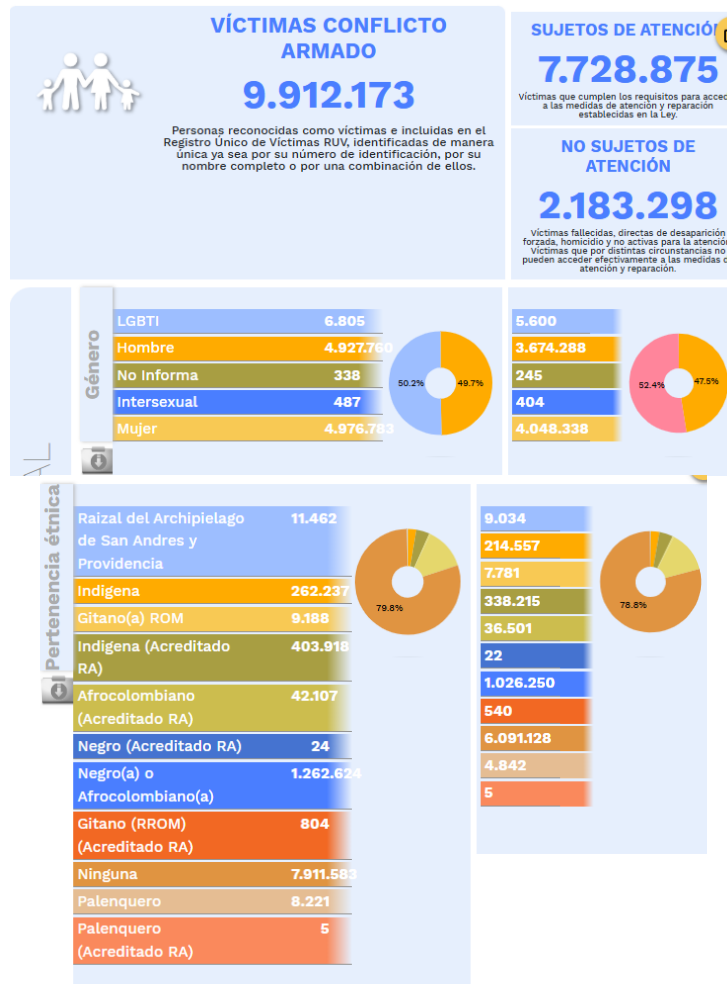 VÍCTIMAS CONFLICTO
ARMADO
9.912.173
Personas reconocidas como víctimas e incluidas en el
Registro Único de Víctimas RUV, identificadas de manera
única ya sea por su número de identificación, por su
nombre completo o por una combinación de ellos.
SUJETOS DE ATENCIÓN
7.728.875
Víctimas que cumplen los requisitos para acced
a las medidas de atención y reparación
establecidas en la Ley.
NO SUJETOS DE
ATENCIÓN
2.183.298
Víctimas fallecidas, directas de desaparición
forzada, homicidio y no activas para la atención
Víctimas que por distintas circunstancias no
pueden acceder efectivamente a las medidas d
atención y reparación.
Género
LGBTI 6.805
Hombre 4.927.760
No Informa 338
Intersexual 487
Mujer 4.976.783
50.2% 49.7%
5.600
3.674.288
245
404
4.048.338
52.4% 47.5%
AL
Pertenencia étnica
Raizal del Archipielago 11.462
de San Andres y
Providencia
Indigena 262.237
Gitano(a) ROM 9.188
Indigena (Acreditado 403.918
RA)
Afrocolombiano 42.107
(Acreditado RA)
Negro (Acreditado RA) 24
Negro(a) o 1.262.624
Afrocolombiano(a)
Gitano (RROM) 804
(Acreditado RA)
Ninguna 7.911.583
Palenquero 8.221
Palenquero 5
(Acreditado RA)
79.8%
9.034
214.557
7.781
338.215
36.501
22
1.026.250
540
6.091.128
4.842
5
78.8%